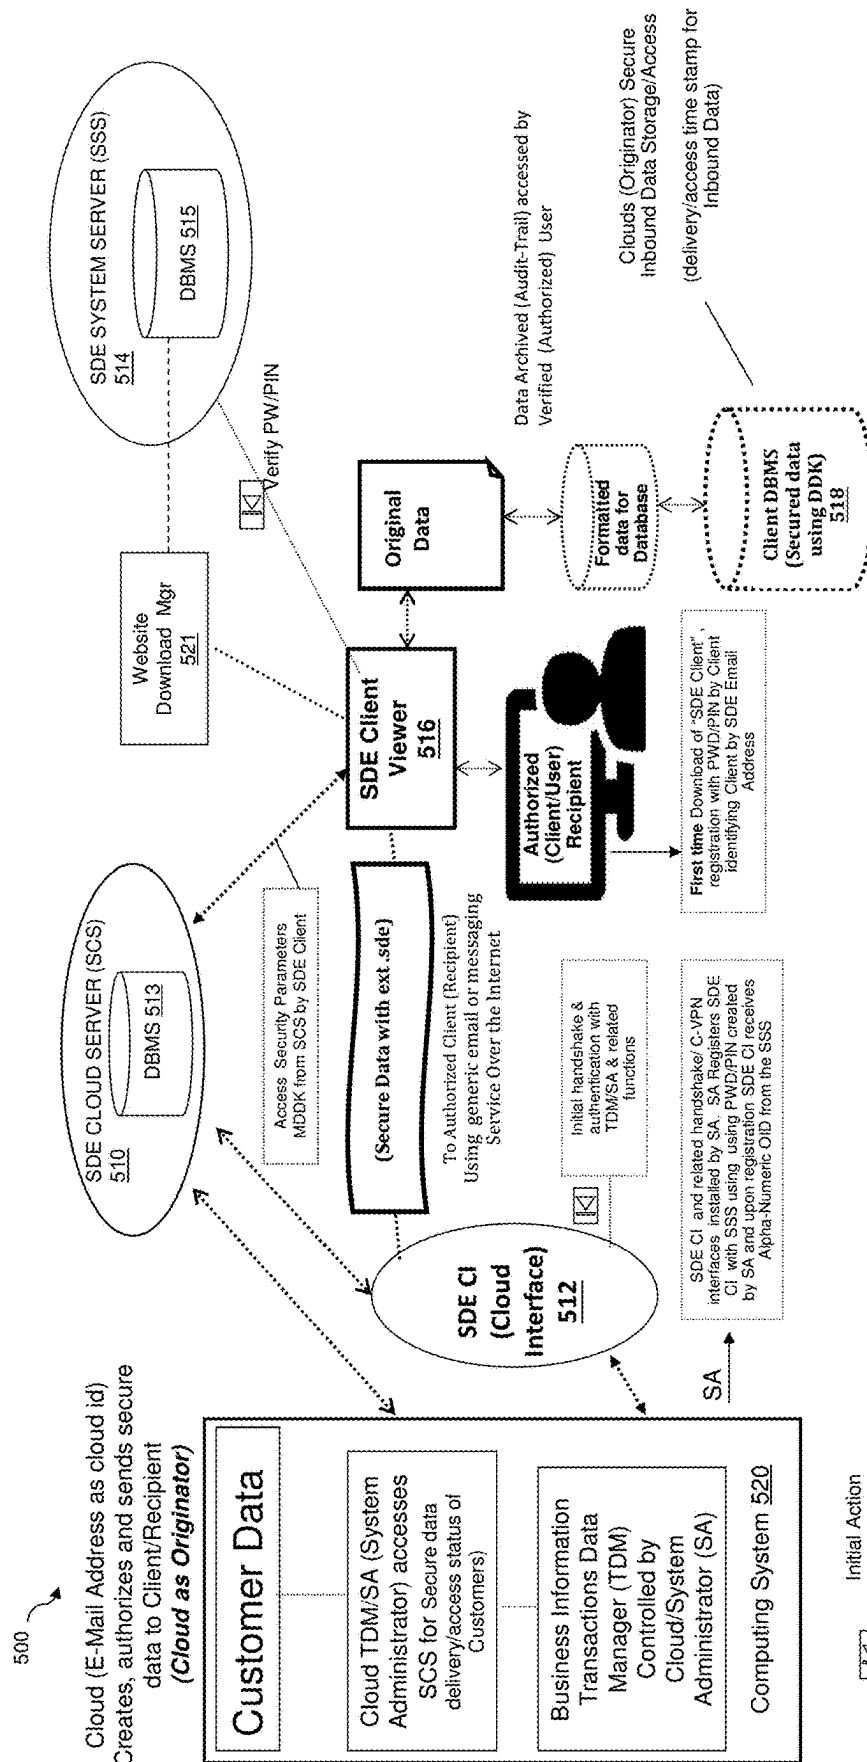 500
Cloud (E-Mail Address as cloud id)
Creates, authorizes and sends secure
data to Client/Recipient
(Cloud as Originator)
Customer Data
Cloud TDM/SA (System
Administrator) accesses
SCS for Secure data
delivery/access status of
Customers)
Business Information
Transactions Data
Manager (TDM)
Controlled by
Cloud/System
Administrator (SA)
Computing System 520
Initial Action
SA
SDE CI and related handshake/ C-VPN
interfaces installed by SA. SA Registers SDE
CI with SSS using using PWD/PIN created
by SA and upon registration SDE CI receives
Alpha-Numeric OID from the SSS
SDE CI
(Cloud
Interface)
512
Initial handshake &
authentication with
TDM/SA & related
functions
SDE CLOUD SERVER (SCS)
510
DBMS 513
Access Security Parameters
MDDK from SCS by SDE Client
(Secure Data with ext .sde)
To Authorized Client (Recipient)
Using generic email or messaging
Service Over the Internet
SDE Client
Viewer
516
Authorized
(Client/User)
Recipient
First time Download of "SDE Client" ,
registration with PWD/PIN by Client
identifying Client by SDE Email
Address
Website
Download Mgr
521
SDE SYSTEM SERVER (SSS)
514
DBMS 515
Verify PW/PIN
Original
Data
Formatted
data for
Database
Data Archived (Audit-Trail) accessed by
Verified (Authorized) User
Client DBMS
(Secured data
using DDK)
518
Clouds (Originator) Secure
Inbound Data Storage/Access
(delivery/access time stamp for
Inbound Data)